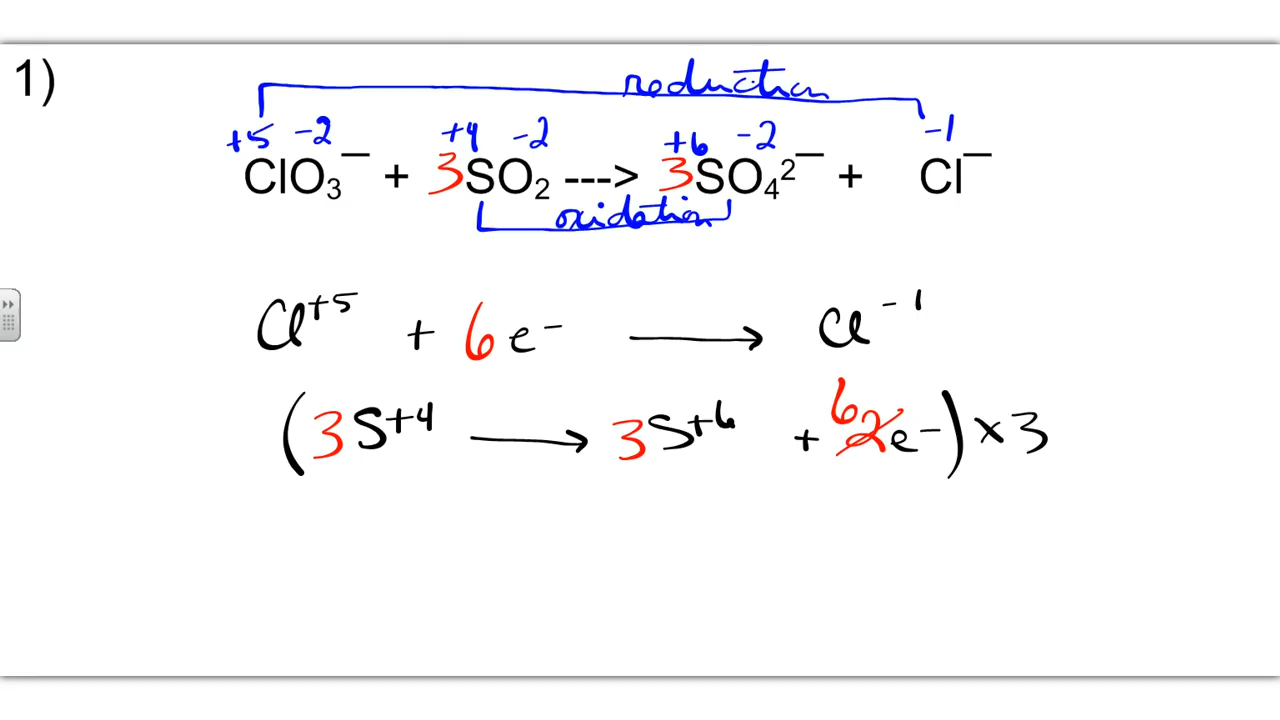 1)
reduction
+5 -2 +4 -2 +6 -2 -1
ClO₃⁻ + 3SO₂ ---> 3SO₄²⁻ + Cl⁻
oxidation
Cl⁺⁵ + 6e⁻ ⟶ Cl⁻¹
(3S⁺⁴ ⟶ 3S⁺⁶ + 6 2e⁻) × 3